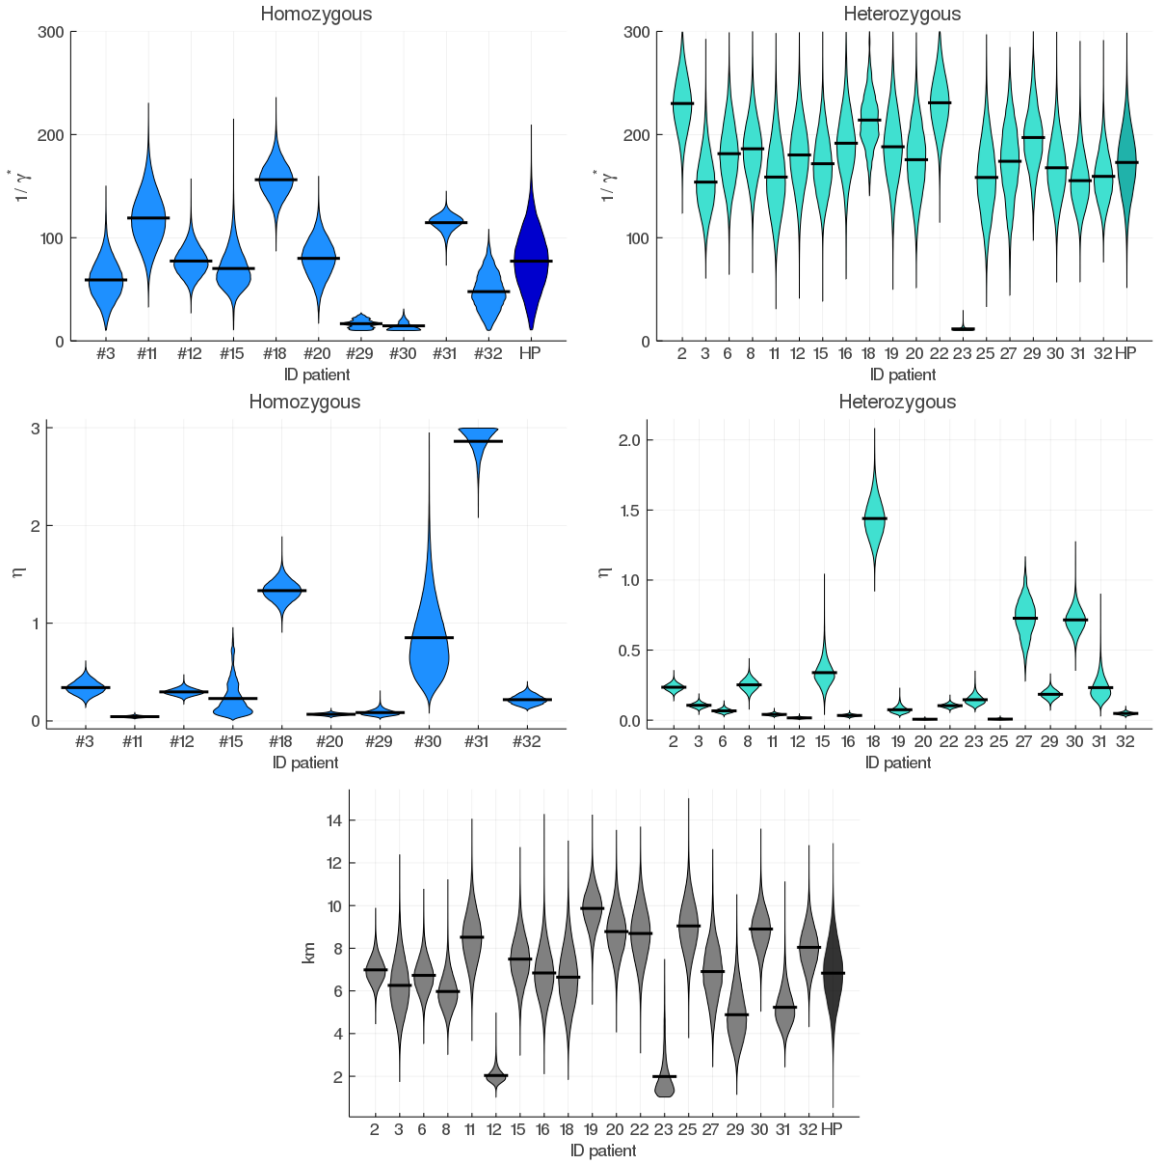 Homozygous
300
200
100
0
1/ γ*
#3 #11 #12 #15 #18 #20 #29 #30 #31 #32 HP
ID patient
Heterozygous
300
200
100
0
1/ γ*
2 3 6 8 11 12 15 16 18 19 20 22 23 25 27 29 30 31 32 HP
ID patient
Homozygous
3
2
1
0
η
#3 #11 #12 #15 #18 #20 #29 #30 #31 #32
ID patient
Heterozygous
2.0
1.5
1.0
0.5
0.0
η
2 3 6 8 11 12 15 16 18 19 20 22 23 25 27 29 30 31 32
ID patient
14
12
10
8
6
4
2
km
2 3 6 8 11 12 15 16 18 19 20 22 23 25 27 29 30 31 32 HP
ID patient